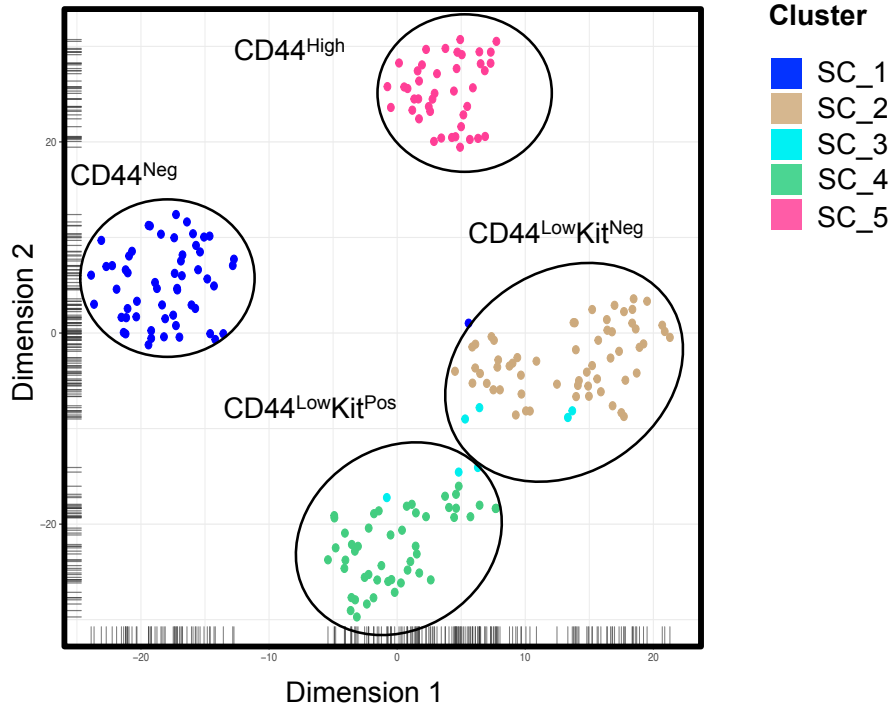 Cluster
SC_1
SC_2
SC_3
SC_4
SC_5
CD44High
CD44Neg
CD44LowKitNeg
CD44LowKitPos
20
0
−20
−20
−10
0
10
20
Dimension 2
Dimension 1